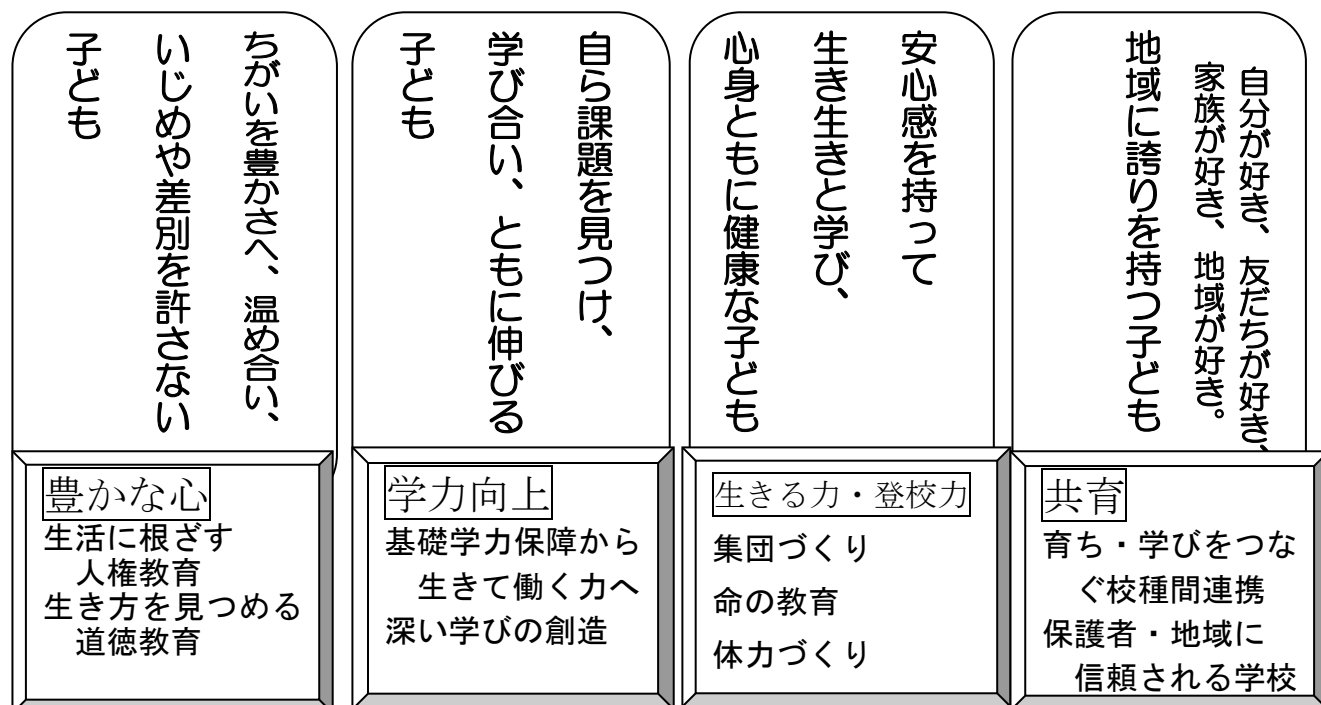 自分が好き、友だちが好き、
家族が好き、地域が好き。
地域に誇りを持つ子ども
安心感を持って
生き生きと学び、
心身ともに健康な子ども
自ら課題を見つけ、
学び合い、ともに伸びる
子ども
ちがいを豊かさへ、温め合い、
いじめや差別を許さない
子ども
豊かな心
生活に根ざす
人権教育
生き方を見つめる
道徳教育
学力向上
基礎学力保障から
生きて働く力へ
深い学びの創造
生きる力・登校力
集団づくり
命の教育
体力づくり
共育
育ち・学びをつな
ぐ校種間連携
保護者・地域に
信頼される学校